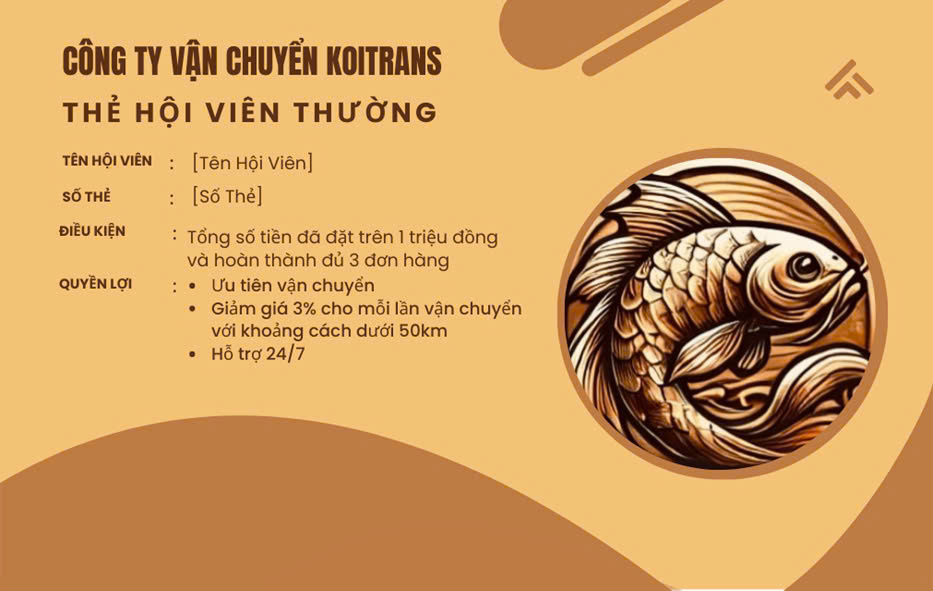 CÔNG TY VẬN CHUYỂN KOITRANS
THẺ HỘI VIÊN THƯỜNG
TÊN HỘI VIÊN : [Tên Hội Viên]
SỐ THẺ : [Số Thẻ]
ĐIỀU KIỆN : Tổng số tiền đã đặt trên 1 triệu đồng
và hoàn thành đủ 3 đơn hàng
QUYỀN LỢI : • Ưu tiên vận chuyển
• Giảm giá 3% cho mỗi lần vận chuyển
với khoảng cách dưới 50km
• Hỗ trợ 24/7